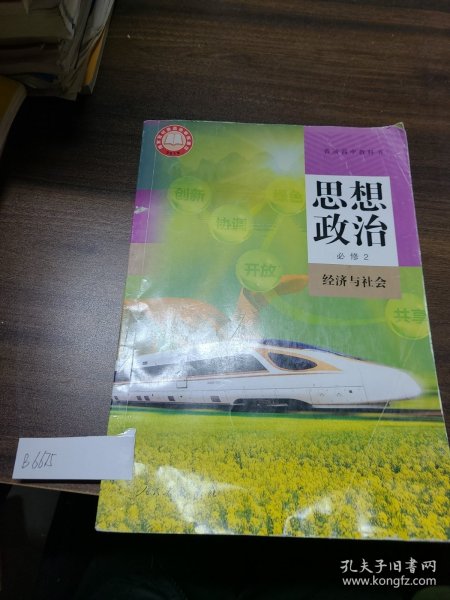 普通高中教科书
思想
政治
必修2
经济与社会
创新
协调
绿色
开放
共享
B6675
孔夫子旧书网
www.kongfz.com